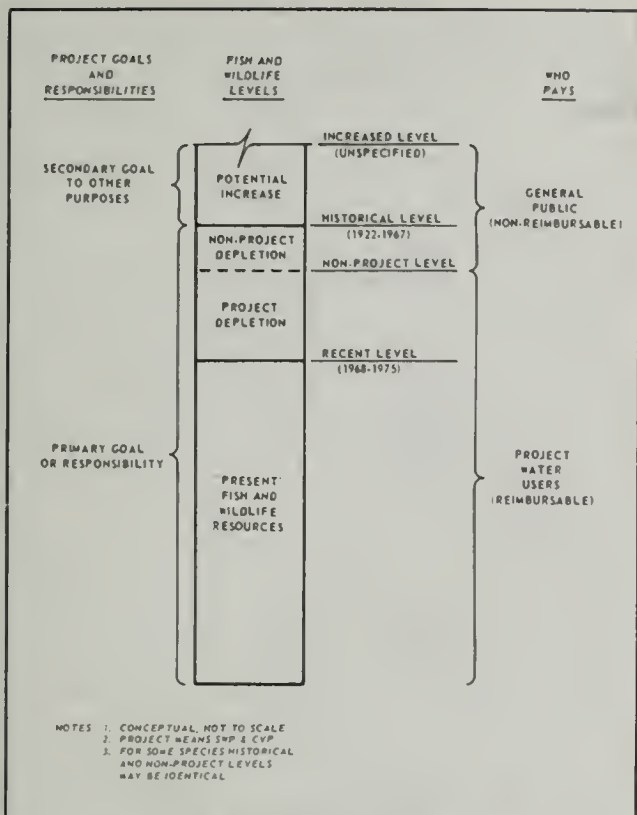 PROJECT GOALS
AND
RESPONSIBILITIES
FISH AND
WILDLIFE
LEVELS
WHO
PAYS
SECONDARY GOAL
TO OTHER
PURPOSES
PRIMARY GOAL
OR RESPONSIBILITY
POTENTIAL
INCREASE
NON-PROJECT
DEPLETION
PROJECT
DEPLETION
PRESENT
FISH AND
WILDLIFE
RESOURCES
INCREASED LEVEL
(UNSPECIFIED)
HISTORICAL LEVEL
(1922-1967)
NON-PROJECT LEVEL
RECENT LEVEL
(1968-1975)
GENERAL
PUBLIC
(NON-REIMBURSABLE)
PROJECT
WATER
USERS
(REIMBURSABLE)
NOTES 1. CONCEPTUAL, NOT TO SCALE
2. PROJECT MEANS SWP & CVP
3. FOR SOME SPECIES HISTORICAL
AND NON-PROJECT LEVELS
MAY BE IDENTICAL